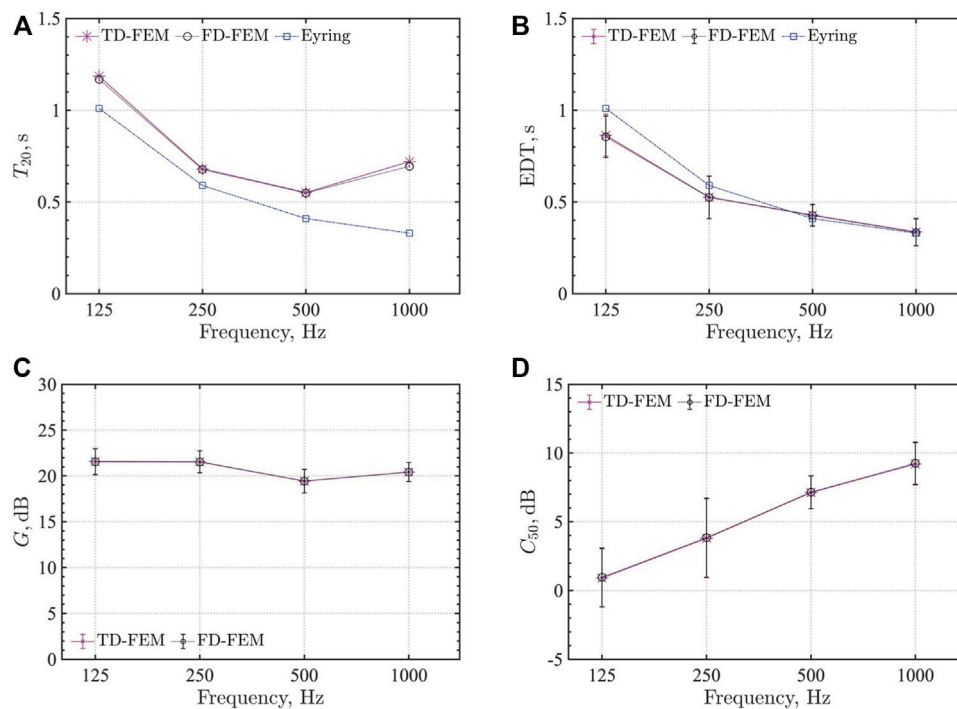 A
TD-FEM FD-FEM Eyring
1.5
1
0.5
0
T20, s
125 250 500 1000
Frequency, Hz
B
TD-FEM FD-FEM Eyring
1.5
1
0.5
0
EDT, s
125 250 500 1000
Frequency, Hz
C
30
25
20
15
10
5
0
G, dB
TD-FEM FD-FEM
125 250 500 1000
Frequency, Hz
D
TD-FEM FD-FEM
15
10
5
0
-5
C50, dB
125 250 500 1000
Frequency, Hz